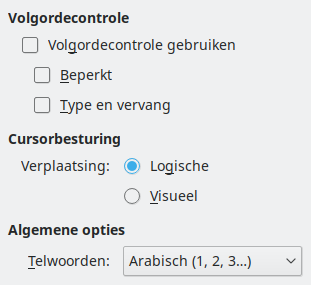 Volgordecontrole
Volgordecontrole gebruiken
Beperkt
Type en vervang
Cursorbesturing
Verplaatsing: Logische
Visueel
Algemene opties
Telwoorden: Arabisch (1, 2, 3...)